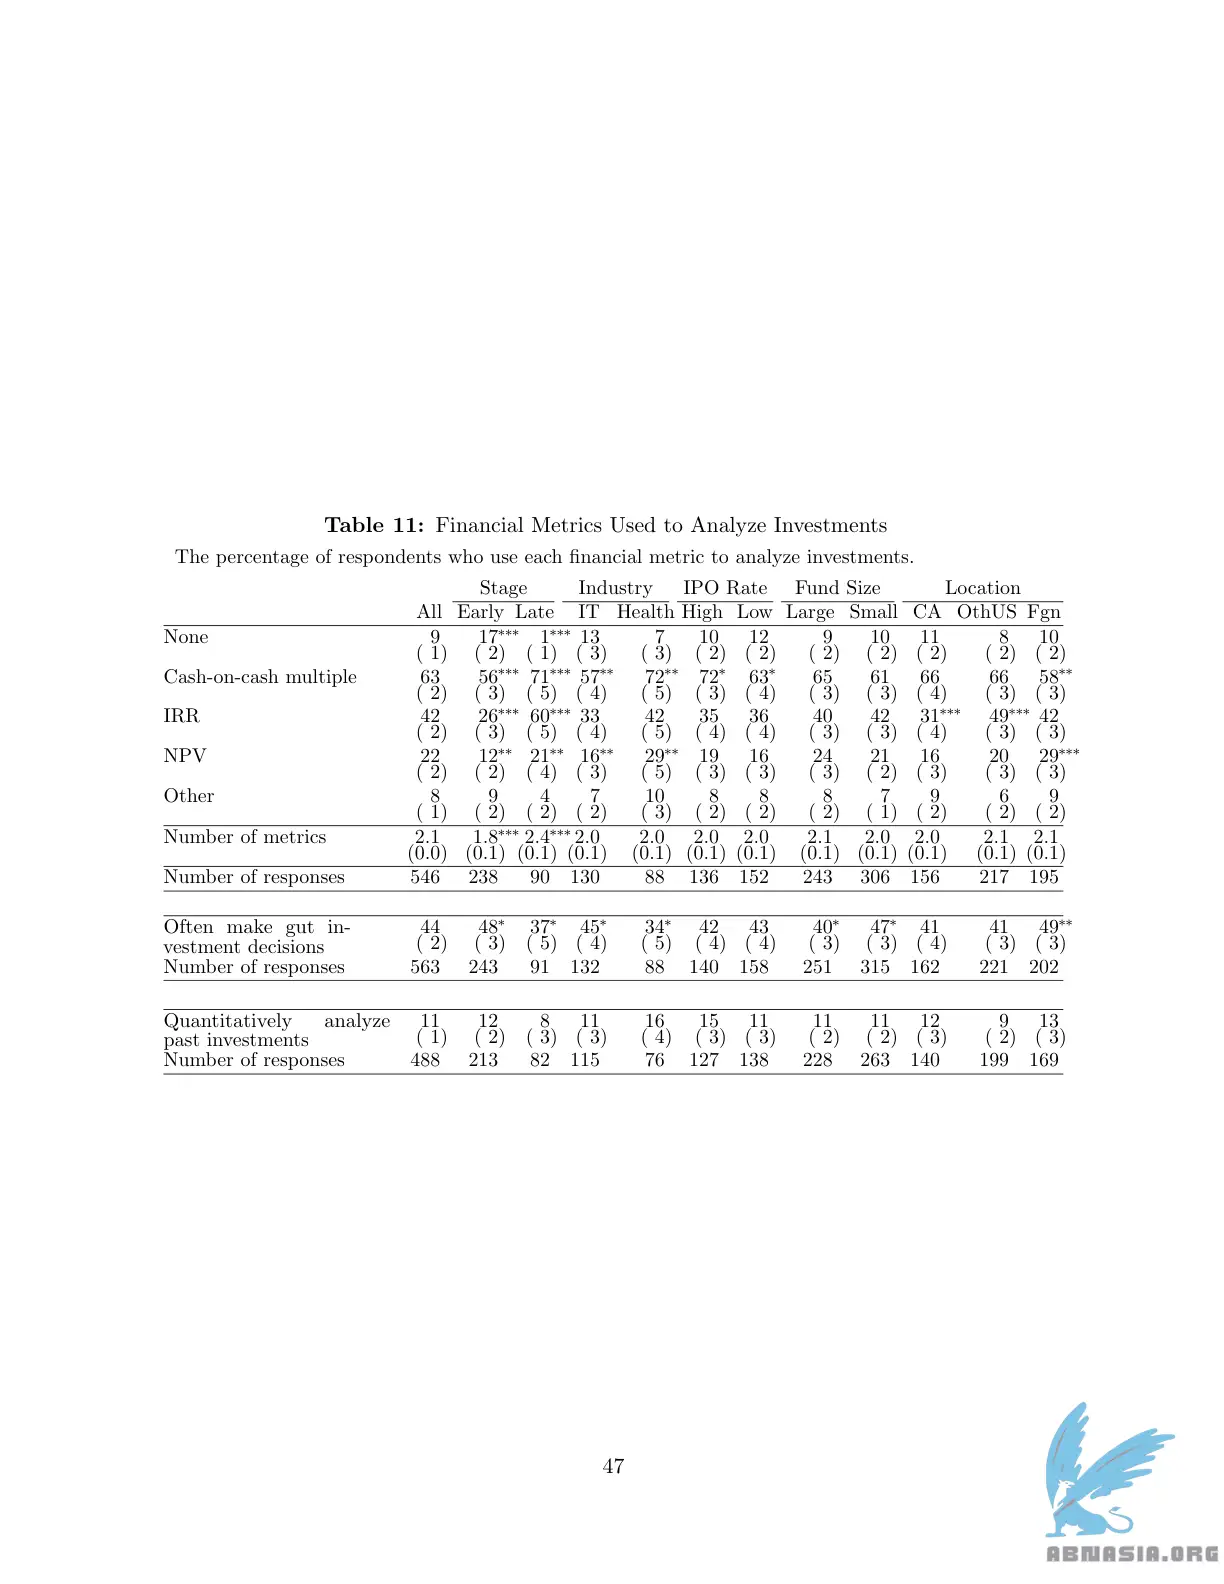 Table 11: Financial Metrics Used to Analyze Investments
The percentage of respondents who use each financial metric to analyze investments.
Stage Industry IPO Rate Fund Size Location
All Early Late IT Health High Low Large Small CA OthUS Fgn
None 9 17*** 1*** 13 7 10 12 9 10 11 8 10
( 1) ( 2) ( 1) ( 3) ( 3) ( 2) ( 2) ( 2) ( 2) ( 2) ( 2) ( 2)
Cash-on-cash multiple 63 56*** 71*** 57** 72** 72* 63* 65 61 66 66 58**
( 2) ( 3) ( 5) ( 4) ( 5) ( 3) ( 4) ( 3) ( 3) ( 4) ( 3) ( 3)
IRR 42 26*** 60*** 33 42 35 36 40 42 31*** 49*** 42
( 2) ( 3) ( 5) ( 4) ( 5) ( 4) ( 4) ( 3) ( 3) ( 4) ( 3) ( 3)
NPV 22 12** 21** 16** 29** 19 16 24 21 16 20 29***
( 2) ( 2) ( 4) ( 3) ( 5) ( 3) ( 3) ( 3) ( 2) ( 3) ( 3) ( 3)
Other 8 9 4 7 10 8 8 8 7 9 6 9
( 1) ( 2) ( 2) ( 2) ( 3) ( 2) ( 2) ( 2) ( 1) ( 2) ( 2) ( 2)
Number of metrics 2.1 1.8*** 2.4*** 2.0 2.0 2.0 2.0 2.1 2.0 2.0 2.1 2.1
(0.0) (0.1) (0.1) (0.1) (0.1) (0.1) (0.1) (0.1) (0.1) (0.1) (0.1) (0.1)
Number of responses 546 238 90 130 88 136 152 243 306 156 217 195
Often make gut in- 44 48* 37* 45* 34* 42 43 40* 47* 41 41 49**
vestment decisions ( 2) ( 3) ( 5) ( 4) ( 5) ( 4) ( 4) ( 3) ( 3) ( 4) ( 3) ( 3)
Number of responses 563 243 91 132 88 140 158 251 315 162 221 202
Quantitatively analyze 11 12 8 11 16 15 11 11 11 12 9 13
past investments ( 1) ( 2) ( 3) ( 3) ( 4) ( 3) ( 3) ( 2) ( 2) ( 3) ( 2) ( 3)
Number of responses 488 213 82 115 76 127 138 228 263 140 199 169
47
ABNASIA.ORG